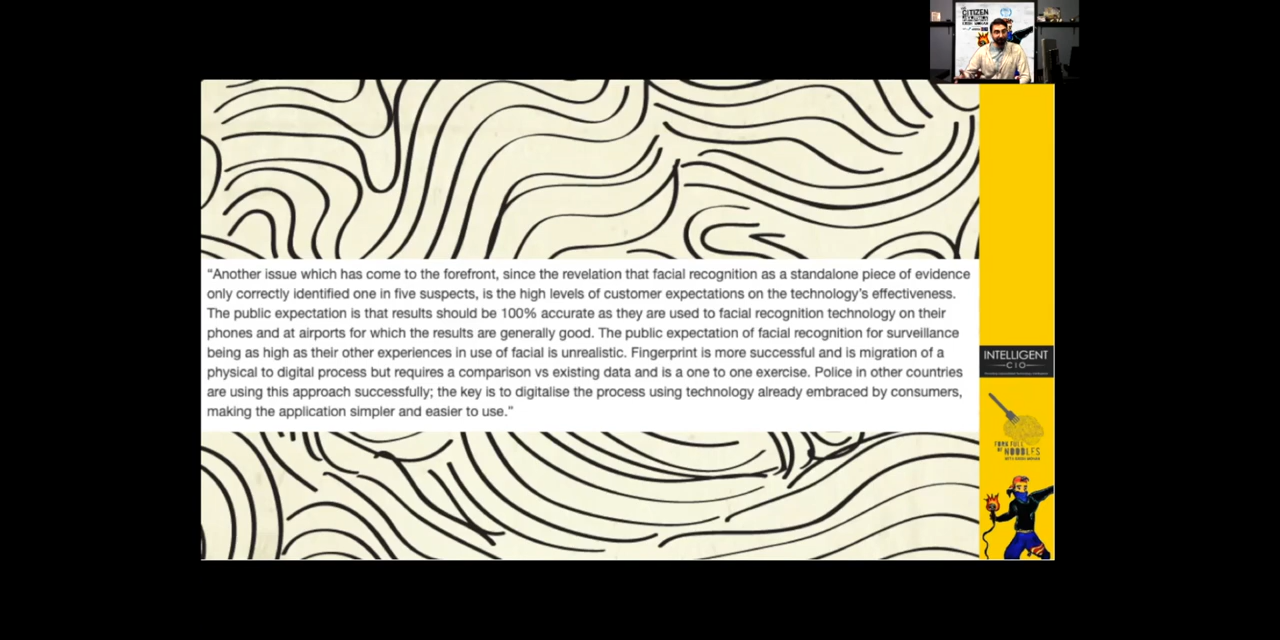 CITIZEN
"Another issue which has come to the forefront, since the revelation that facial recognition as a standalone piece of evidence
only correctly identified one in five suspects, is the high levels of customer expectations on the technology's effectiveness.
The public expectation is that results should be 100% accurate as they are used to facial recognition technology on their
phones and at airports for which the results are generally good. The public expectation of facial recognition for surveillance
being as high as their other experiences in use of facial is unrealistic. Fingerprint is more successful and is migration of a
physical to digital process but requires a comparison vs existing data and is a one to one exercise. Police in other countries
are using this approach successfully; the key is to digitalise the process using technology already embraced by consumers,
making the application simpler and easier to use."
INTELLIGENT
CIO
FORK FULL
OF NOODLES